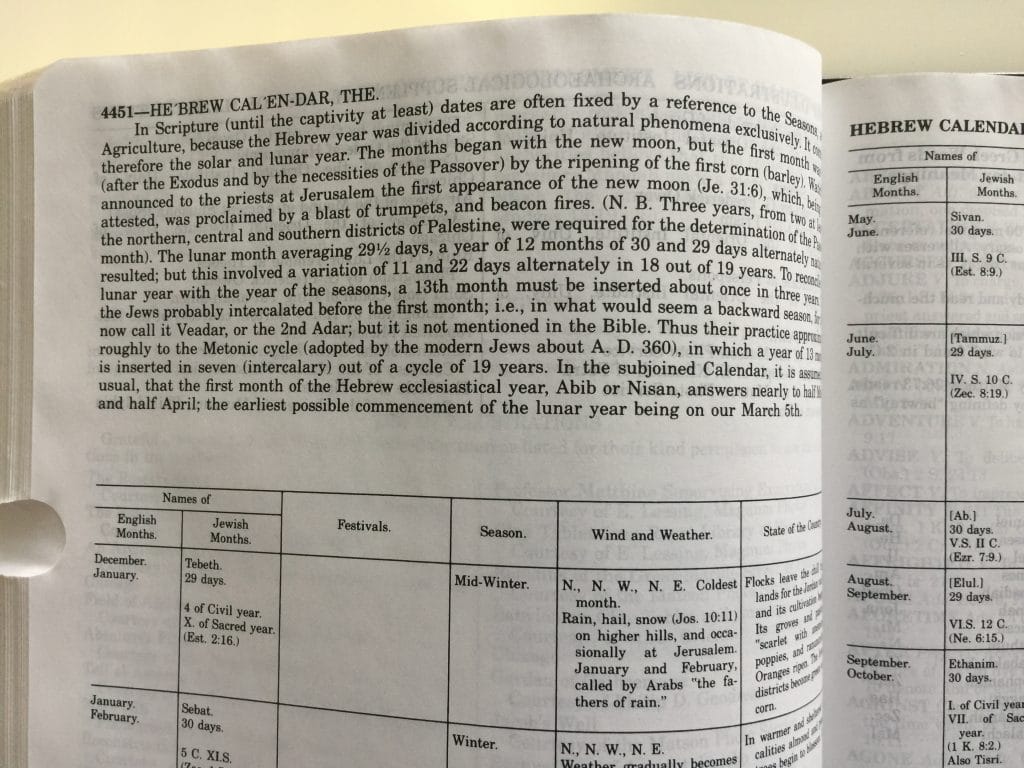 4451—HE´BREW CAL´EN-DAR, THE.
In Scripture (until the captivity at least) dates are often fixed by a reference to the Seasons,
Agriculture, because the Hebrew year was divided according to natural phenomena exclusively. It
therefore the solar and lunar year. The months began with the new moon, but the first month
(after the Exodus and by the necessities of the Passover) by the ripening of the first corn (barley).
announced to the priests at Jerusalem the first appearance of the new moon (Je. 31:6), which,
attested, was proclaimed by a blast of trumpets, and beacon fires. (N. B. Three years, from two at
the northern, central and southern districts of Palestine, were required for the determination of the
month). The lunar month averaging 29½ days, a year of 12 months of 30 and 29 days alternately
resulted; but this involved a variation of 11 and 22 days alternately in 18 out of 19 years. To
lunar year with the year of the seasons, a 13th month must be inserted about once in three
the Jews probably intercalated before the first month; i.e., in what would seem a backward season,
now call it Veadar, or the 2nd Adar; but it is not mentioned in the Bible. Thus their practice
roughly to the Metonic cycle (adopted by the modern Jews about A. D. 360), in which a year of 13
is inserted in seven (intercalary) out of a cycle of 19 years. In the subjoined Calendar, it is
usual, that the first month of the Hebrew ecclesiastical year, Abib or Nisan, answers nearly to half
and half April; the earliest possible commencement of the lunar year being on our March 5th.
Names of
English
Months.
Jewish
Months.
Festivals.
Season.
Wind and Weather.
State of the
December.
January.
Tebeth.
29 days.
4 of Civil year.
X. of Sacred year.
(Est. 2:16.)
Mid-Winter.
N., N. W., N. E. Coldest
month.
Rain, hail, snow (Jos. 10:11)
on higher hills, and occa-
sionally at Jerusalem.
January and February,
called by Arabs "the fa-
thers of rain."
Flocks leave the
lands for the
and its cultivation
Its groves and
"scarlet with
poppies, and
Oranges ripen.
districts become
corn.
January.
February.
Sebat.
30 days.
5 C. XI.S.
Winter.
N., N. W., N. E.
Weather gradually becomes
In warmer and
calities almond
begin to
HEBREW
Names of
English
Months.
Jewish
Months.
May.
June.
Sivan.
30 days.
III. S. 9 C.
(Est. 8:9.)
June.
July.
[Tammuz.]
29 days.
IV. S. 10 C.
(Zec. 8:19.)
July.
August.
[Ab.]
30 days.
V.S. II C.
(Ezr. 7:9.)
August.
September.
[Elul.]
29 days.
VI.S. 12 C.
(Ne. 6:15.)
September.
October.
Ethanim.
30 days.
I. of Civil year
VII. of
year.
(1 K. 8:2.)
Also Tisri.